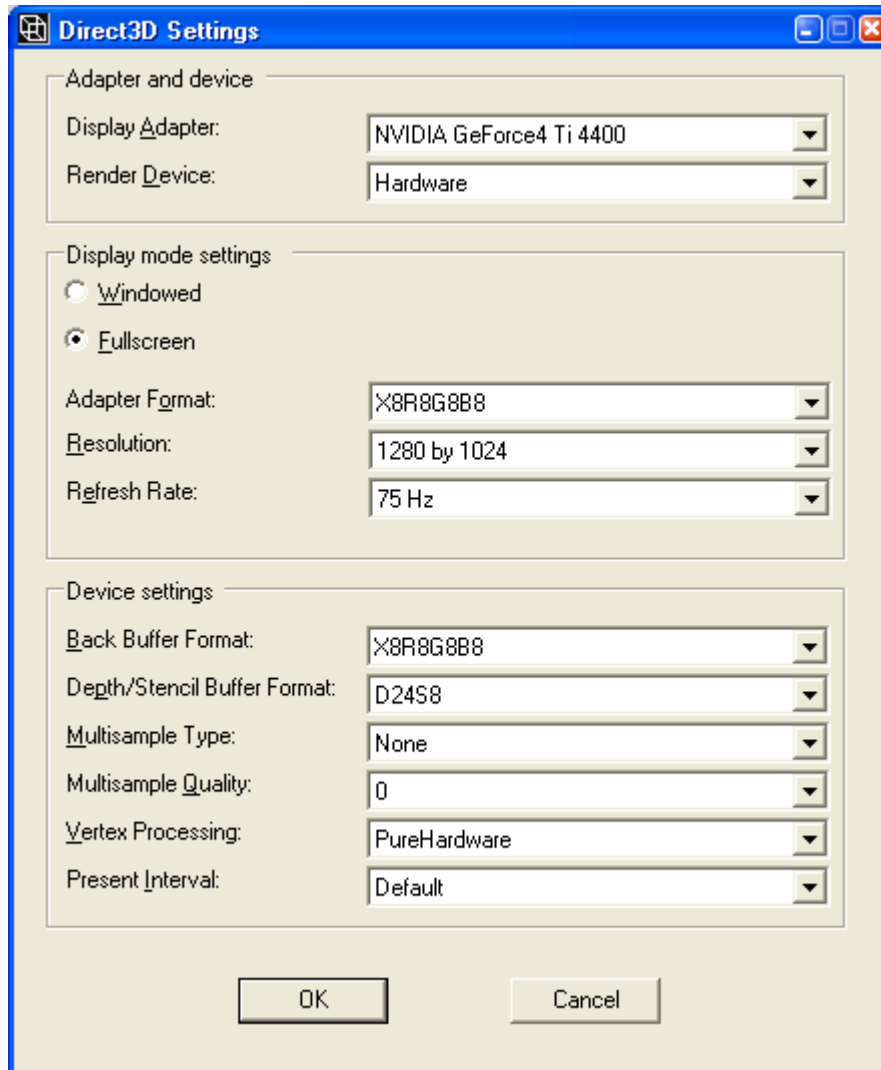 Direct3D Settings
Adapter and device
Display Adapter: NVIDIA GeForce4 Ti 4400
Render Device: Hardware
Display mode settings
Windowed
Fullscreen
Adapter Format: X8R8G8B8
Resolution: 1280 by 1024
Refresh Rate: 75 Hz
Device settings
Back Buffer Format: X8R8G8B8
Depth/Stencil Buffer Format: D24S8
Multisample Type: None
Multisample Quality: 0
Vertex Processing: PureHardware
Present Interval: Default
OK Cancel